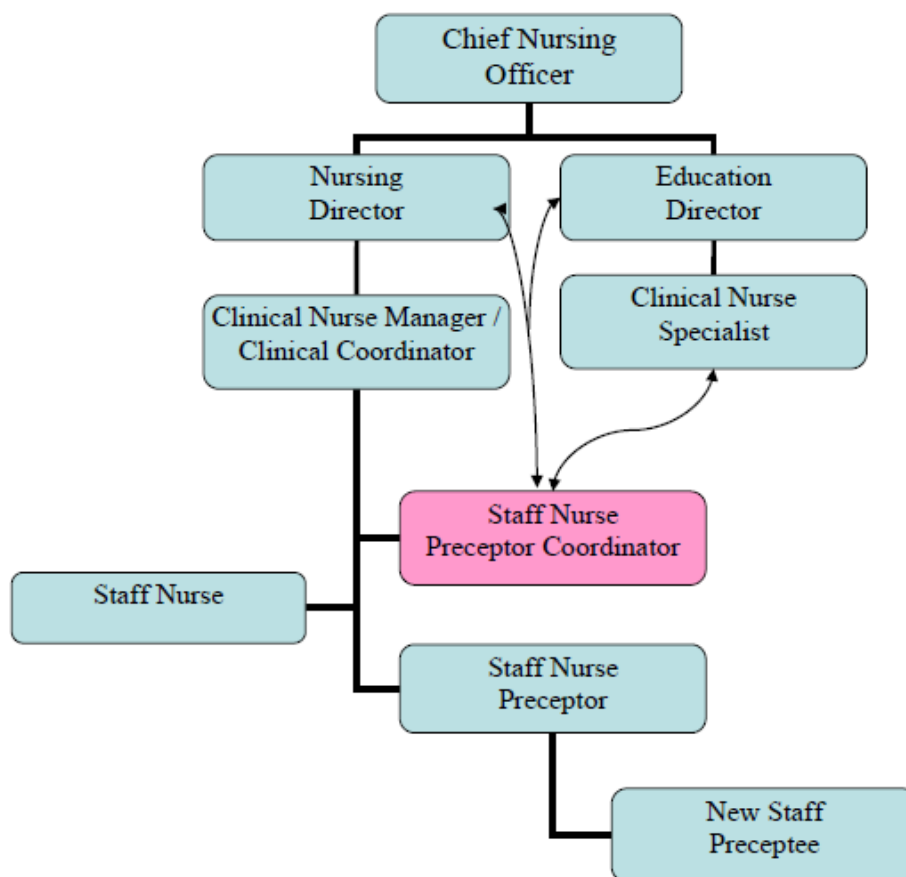 Chief Nursing
Officer
Nursing
Director
Education
Director
Clinical Nurse Manager /
Clinical Coordinator
Clinical Nurse
Specialist
Staff Nurse
Preceptor Coordinator
Staff Nurse
Staff Nurse
Preceptor
New Staff
Preceptee